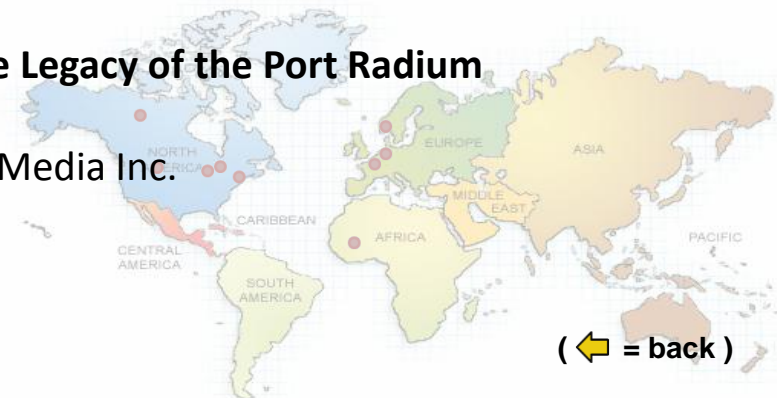 e Legacy of the Port Radium
Media Inc.
NORTH
AMERICA
EUROPE
ASIA
MIDDLE
EAST
CARIBBEAN
AFRICA
PACIFIC
CENTRAL
AMERICA
SOUTH
AMERICA
( = back )